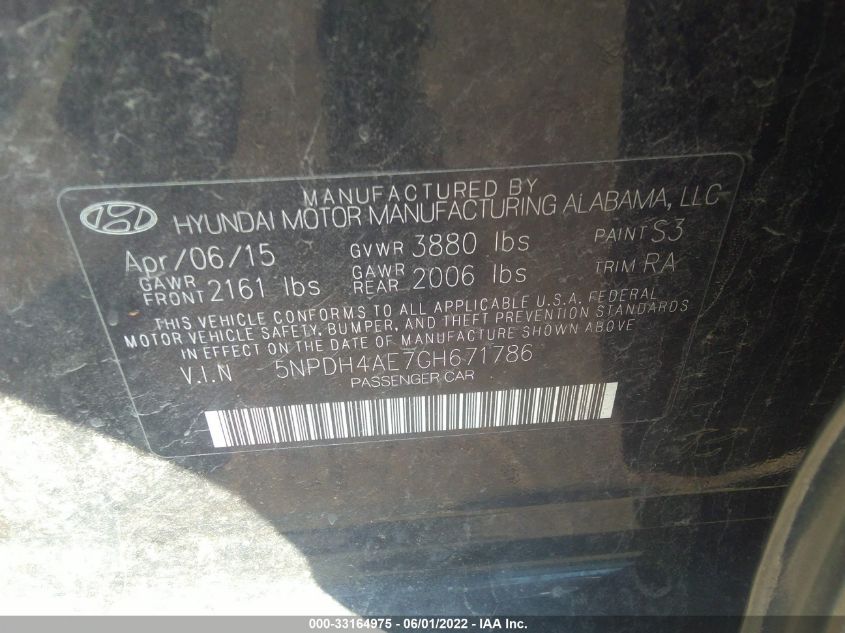 MANUFACTURED BY
HYUNDAI MOTOR MANUFACTURING ALABAMA, LLC
Apr/06/15 GVWR 3880 lbs PAINT S3
GAWR FRONT 2161 lbs GAWR REAR 2006 lbs TRIM RA
THIS VEHICLE CONFORMS TO ALL APPLICABLE U.S.A. FEDERAL
MOTOR VEHICLE SAFETY, BUMPER, AND THEFT PREVENTION STANDARDS
IN EFFECT ON THE DATE OF MANUFACTURE SHOWN ABOVE
V.I.N 5NPDH4AE7GH671786
PASSENGER CAR
000-33164975 - 06/01/2022 - IAA Inc.